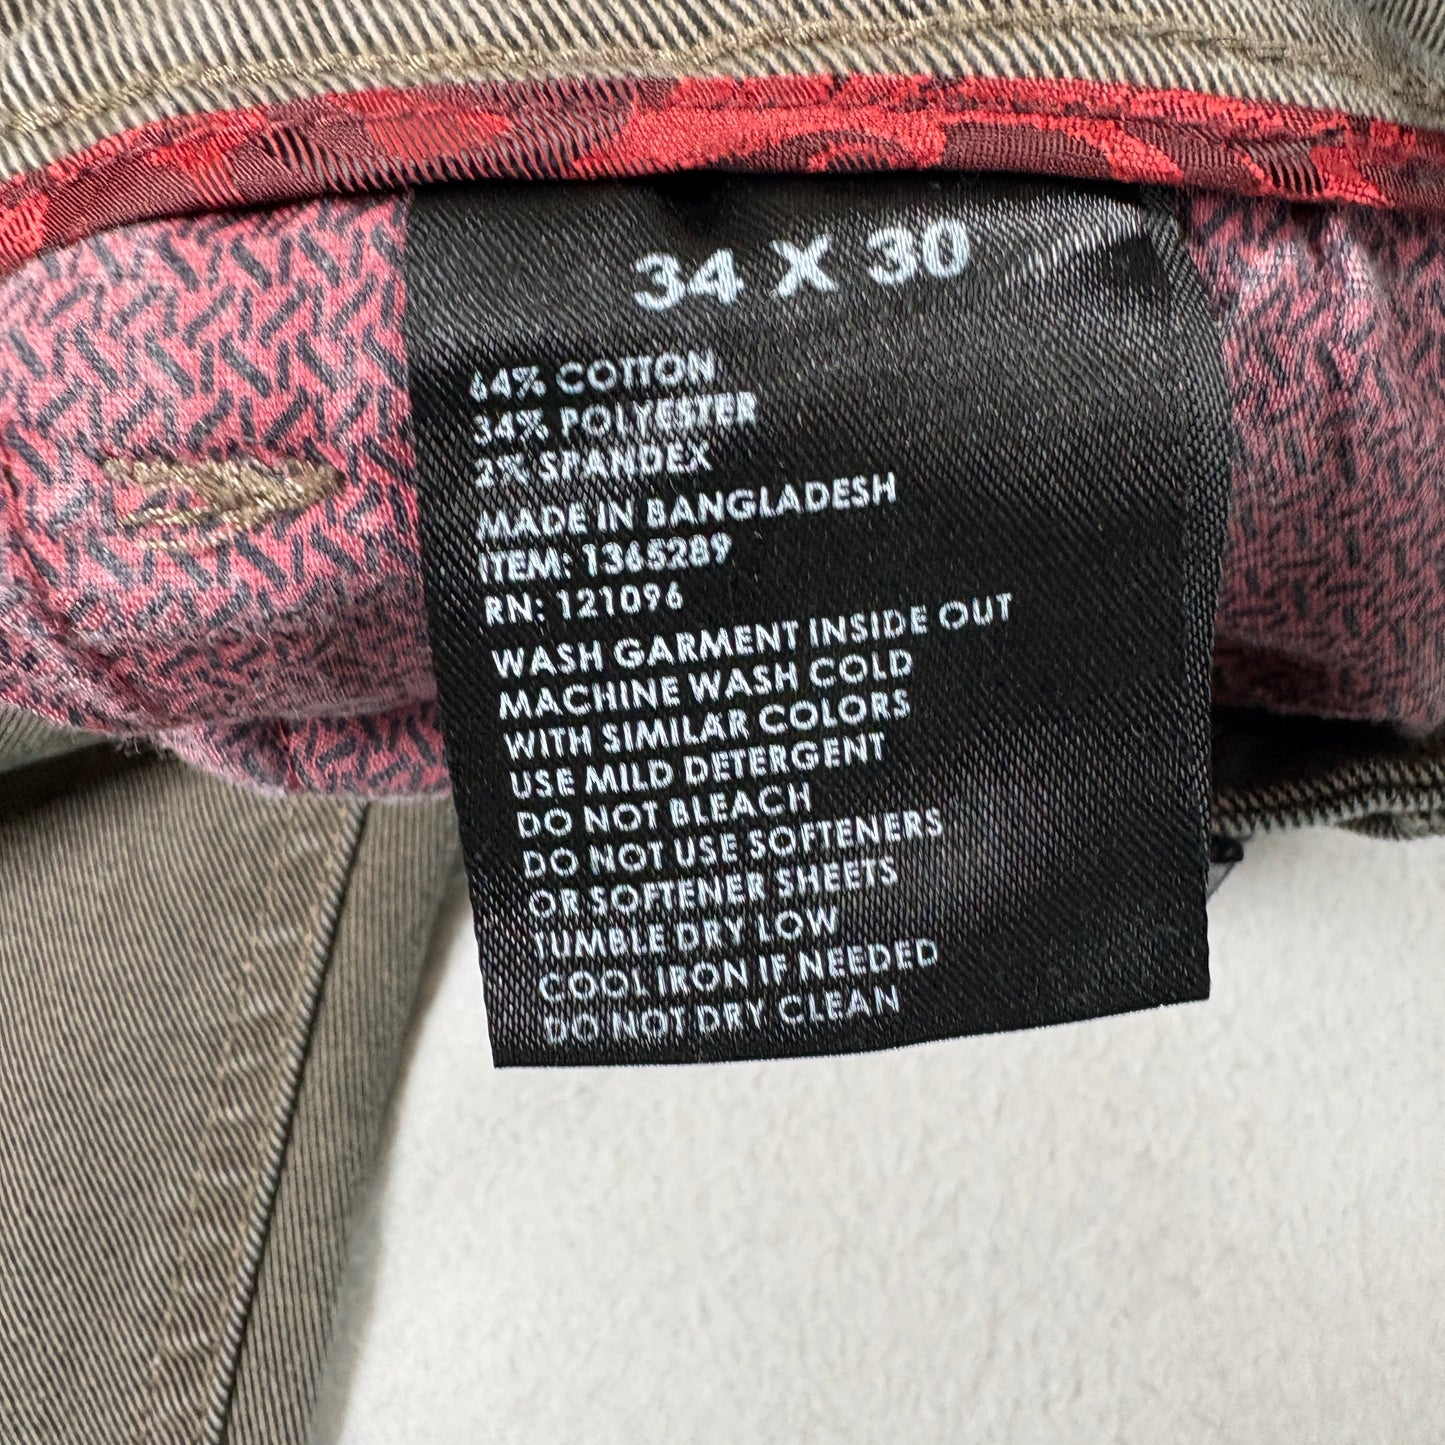 34 X 30
64% COTTON
34% POLYESTER
2% SPANDEX
MADE IN BANGLADESH
ITEM: 1365289
RN: 121096
WASH GARMENT INSIDE OUT
MACHINE WASH COLD
WITH SIMILAR COLORS
USE MILD DETERGENT
DO NOT BLEACH
DO NOT USE SOFTENERS
OR SOFTENER SHEETS
TUMBLE DRY LOW
COOL IRON IF NEEDED
DO NOT DRY CLEAN